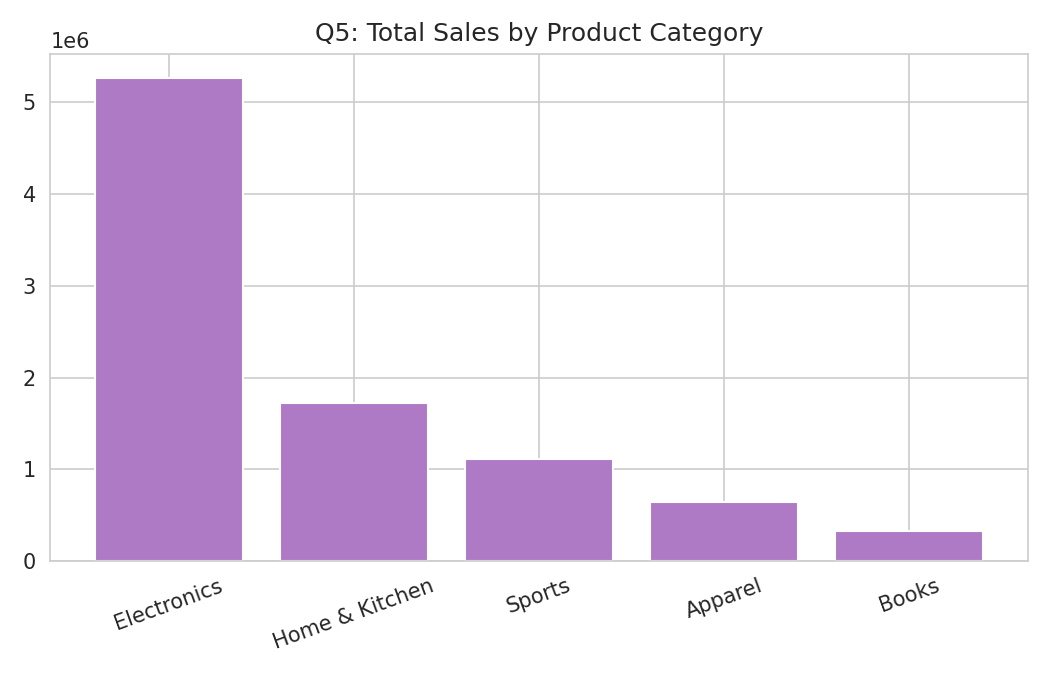 Q5: Total Sales by Product Category
1e6
5
4
3
2
1
0
Electronics
Home & Kitchen
Sports
Apparel
Books